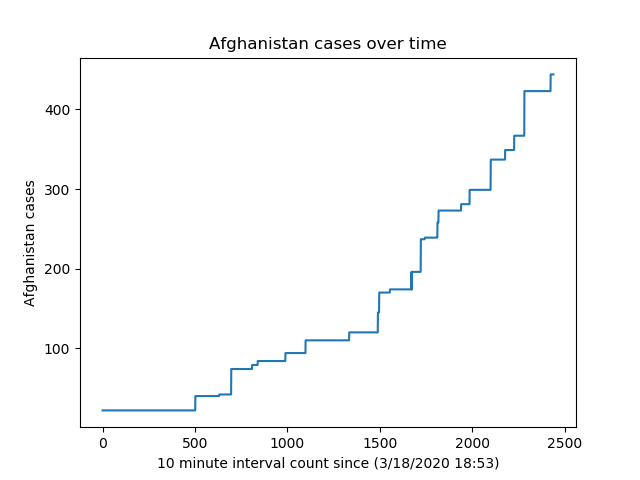 Afghanistan cases over time
Afghanistan cases
400
300
200
100
0 500 1000 1500 2000 2500
10 minute interval count since (3/18/2020 18:53)